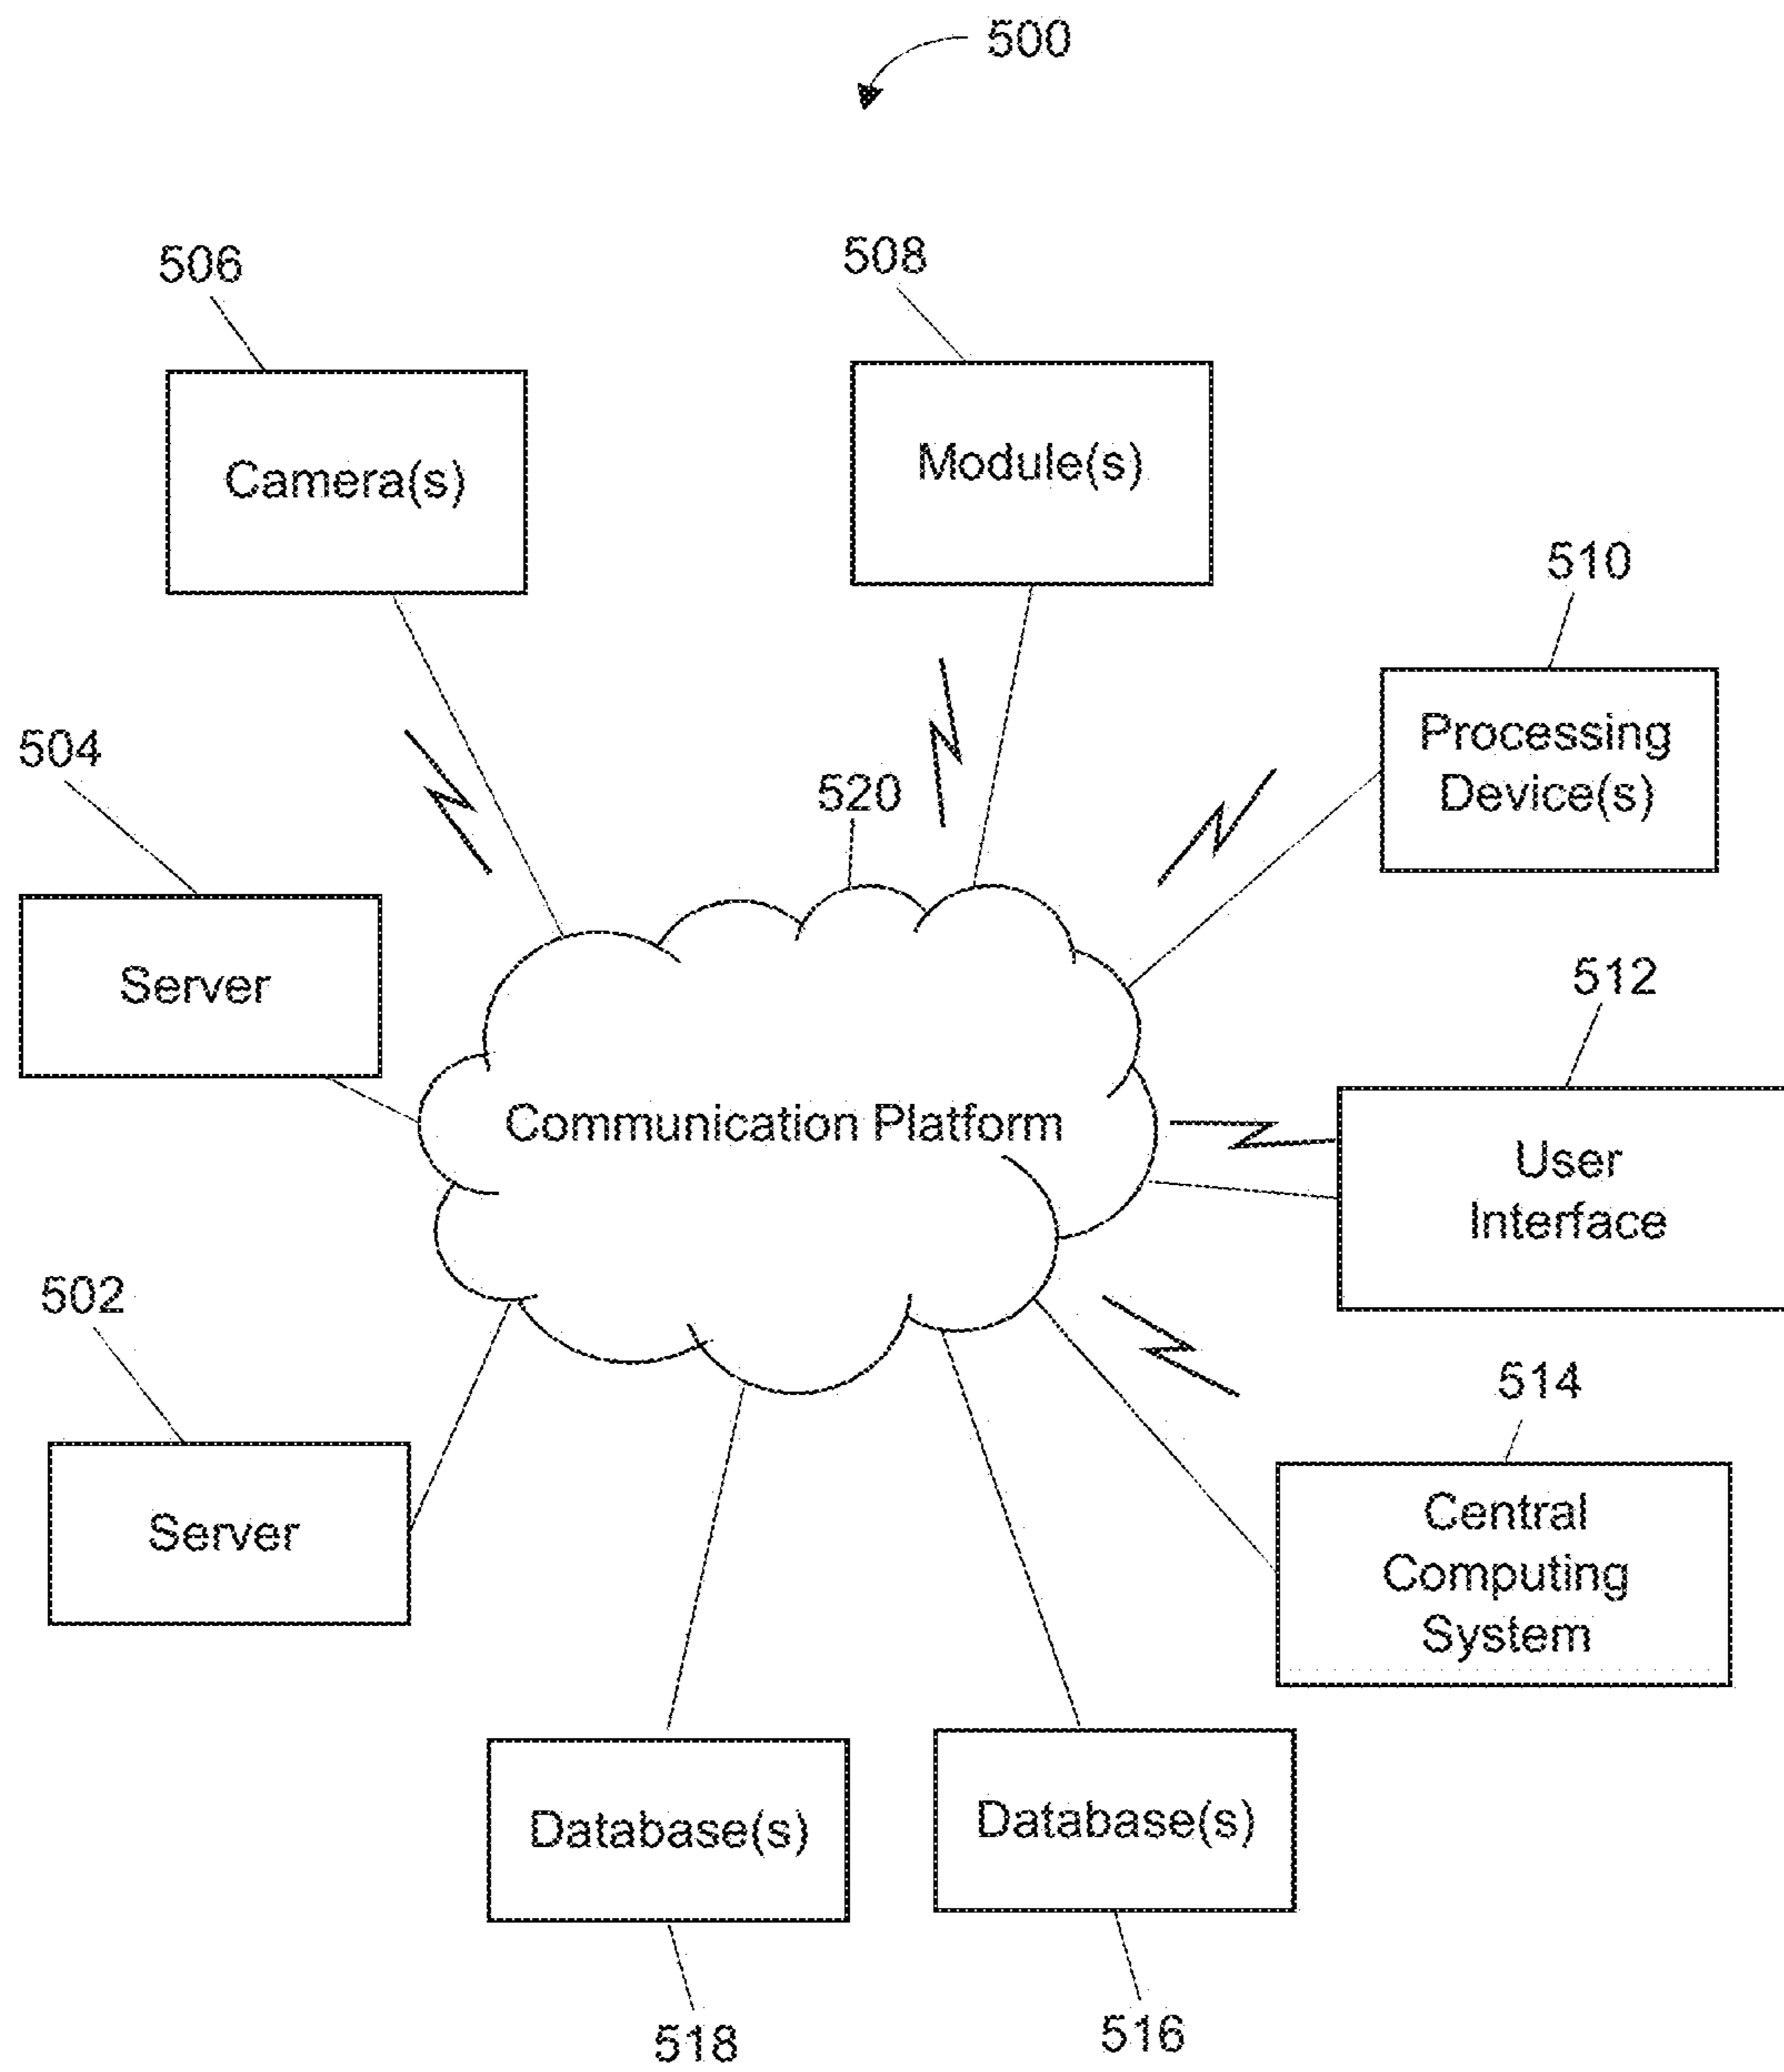 500
506
508
Camera(s)
Module(s)
510
Processing
Device(s)
504
520
Server
512
Communication Platform
User
Interface
502
514
Server
Central
Computing
System
Database(s)
Database(s)
518
516